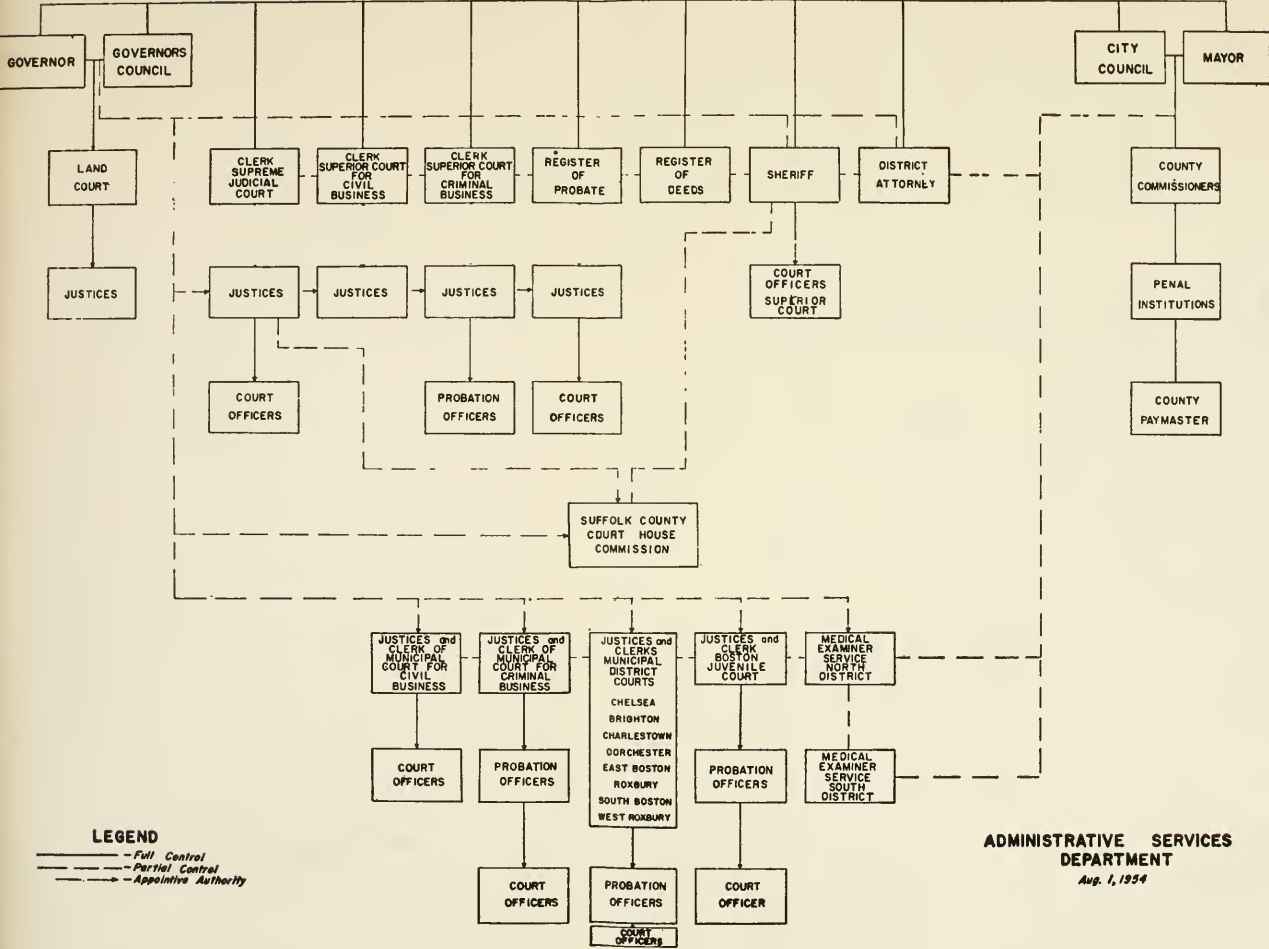 GOVERNOR
GOVERNORS
COUNCIL
CITY
COUNCIL
MAYOR
LAND
COURT
CLERK
SUPREME
JUDICIAL
COURT
CLERK
SUPERIOR COURT
FOR
CIVIL
BUSINESS
CLERK
SUPERIOR COURT
FOR
CRIMINAL
BUSINESS
REGISTER
OF
PROBATE
REGISTER
OF
DEEDS
SHERIFF
DISTRICT
ATTORNEY
COUNTY
COMMISSIONERS
JUSTICES
JUSTICES
JUSTICES
JUSTICES
JUSTICES
COURT
OFFICERS
SUPERIOR
COURT
PENAL
INSTITUTIONS
COURT
OFFICERS
PROBATION
OFFICERS
COURT
OFFICERS
COUNTY
PAYMASTER
SUFFOLK COUNTY
COURT HOUSE
COMMISSION
JUSTICES and
CLERK OF
MUNICIPAL
COURT FOR
CIVIL
BUSINESS
JUSTICES and
CLERK OF
MUNICIPAL
COURT FOR
CRIMINAL
BUSINESS
JUSTICES and
CLERKS
MUNICIPAL
DISTRICT
COURTS
CHELSEA
BRIGHTON
CHARLESTOWN
DORCHESTER
EAST BOSTON
ROXBURY
SOUTH BOSTON
WEST ROXBURY
JUSTICES and
CLERK
BOSTON
JUVENILE
COURT
MEDICAL
EXAMINER
SERVICE
NORTH
DISTRICT
COURT
OFFICERS
PROBATION
OFFICERS
PROBATION
OFFICERS
MEDICAL
EXAMINER
SERVICE
SOUTH
DISTRICT
COURT
OFFICERS
PROBATION
OFFICERS
COURT
OFFICERS
COURT
OFFICER
LEGEND
- Full Control
- Partial Control
- Appointive Authority
ADMINISTRATIVE SERVICES
DEPARTMENT
Aug. 1, 1954